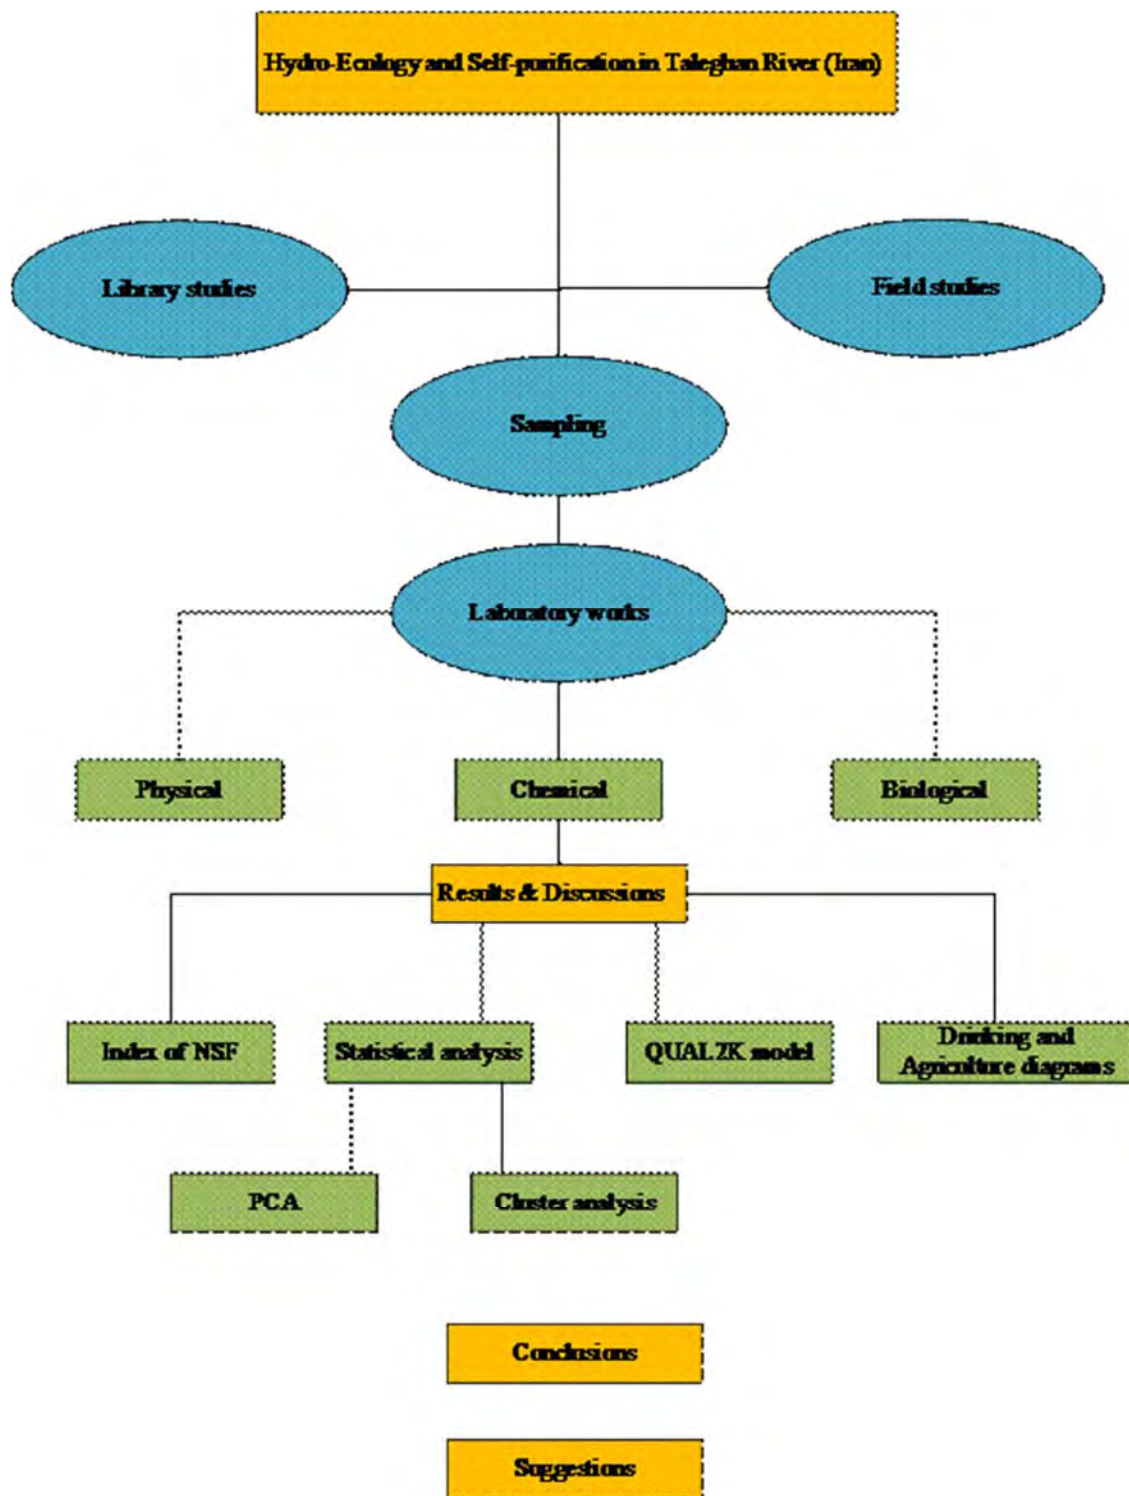 Hydro-Ecology and Self-purification in Taleghan River (Iran)
Library studies
Field studies
Sampling
Laboratory works
Physical
Chemical
Biological
Results & Discussions
Index of NSF
Statistical analysis
QUAL2K model
Drinking and
Agriculture diagrams
PCA
Cluster analysis
Conclusions
Suggestions